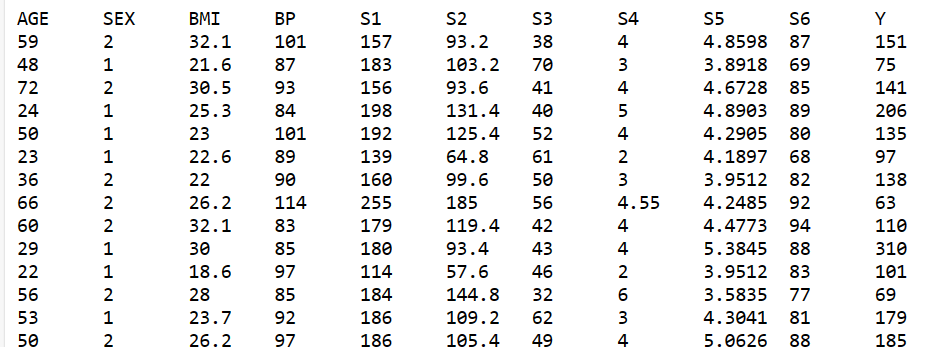 AGE SEX BMI BP S1 S2 S3 S4 S5 S6 Y
59 2 32.1 101 157 93.2 38 4 4.8598 87 151
48 1 21.6 87 183 103.2 70 3 3.8918 69 75
72 2 30.5 93 156 93.6 41 4 4.6728 85 141
24 1 25.3 84 198 131.4 40 5 4.8903 89 206
50 1 23 101 192 125.4 52 4 4.2905 80 135
23 1 22.6 89 139 64.8 61 2 4.1897 68 97
36 2 22 90 160 99.6 50 3 3.9512 82 138
66 2 26.2 114 255 185 56 4.55 4.2485 92 63
60 2 32.1 83 179 119.4 42 4 4.4773 94 110
29 1 30 85 180 93.4 43 4 5.3845 88 310
22 1 18.6 97 114 57.6 46 2 3.9512 83 101
56 2 28 85 184 144.8 32 6 3.5835 77 69
53 1 23.7 92 186 109.2 62 3 4.3041 81 179
50 2 26.2 97 186 105.4 49 4 5.0626 88 185